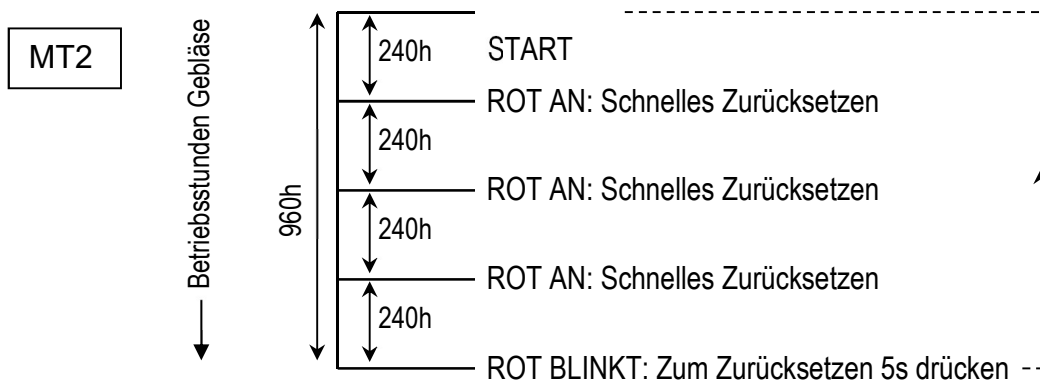 MT2
Betriebsstunden Gebläse
960h
240h
START
ROT AN: Schnelles Zurücksetzen
240h
ROT AN: Schnelles Zurücksetzen
240h
ROT AN: Schnelles Zurücksetzen
240h
ROT BLINKT: Zum Zurücksetzen 5s drücken